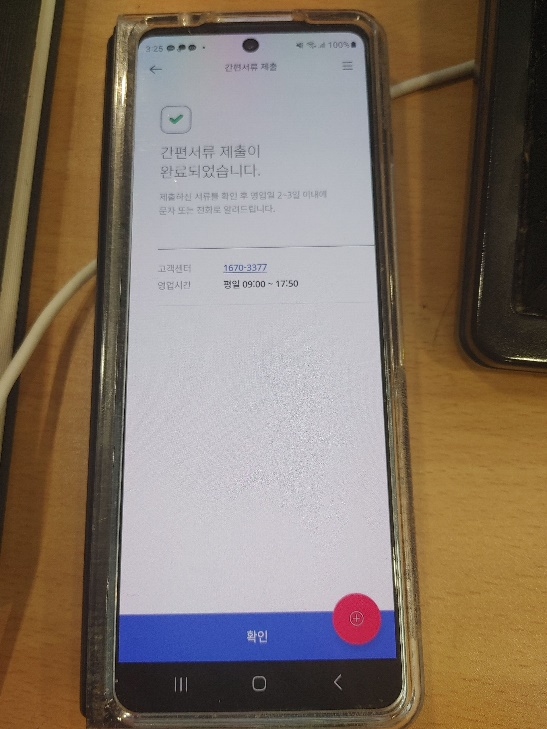 3:25
100%
간편서류 제출
간편서류 제출이
완료되었습니다.
제출하신 서류를 확인 후 영업일 2~3일 이내에
문자 또는 전화로 알려드립니다.
고객센터 1670-3377
영업시간 평일 09:00 ~ 17:50
확인